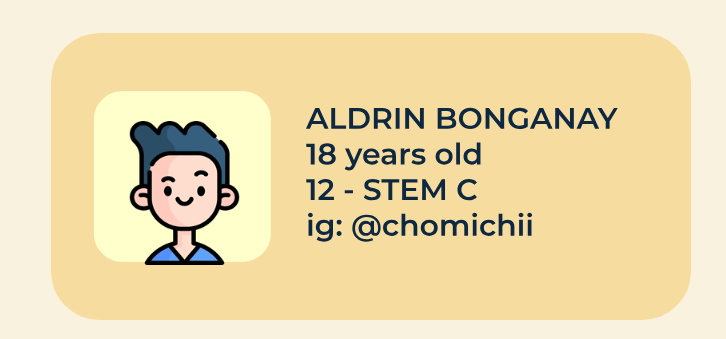 ALDRIN BONGANAY
18 years old
12 - STEM C
ig: @chomichii